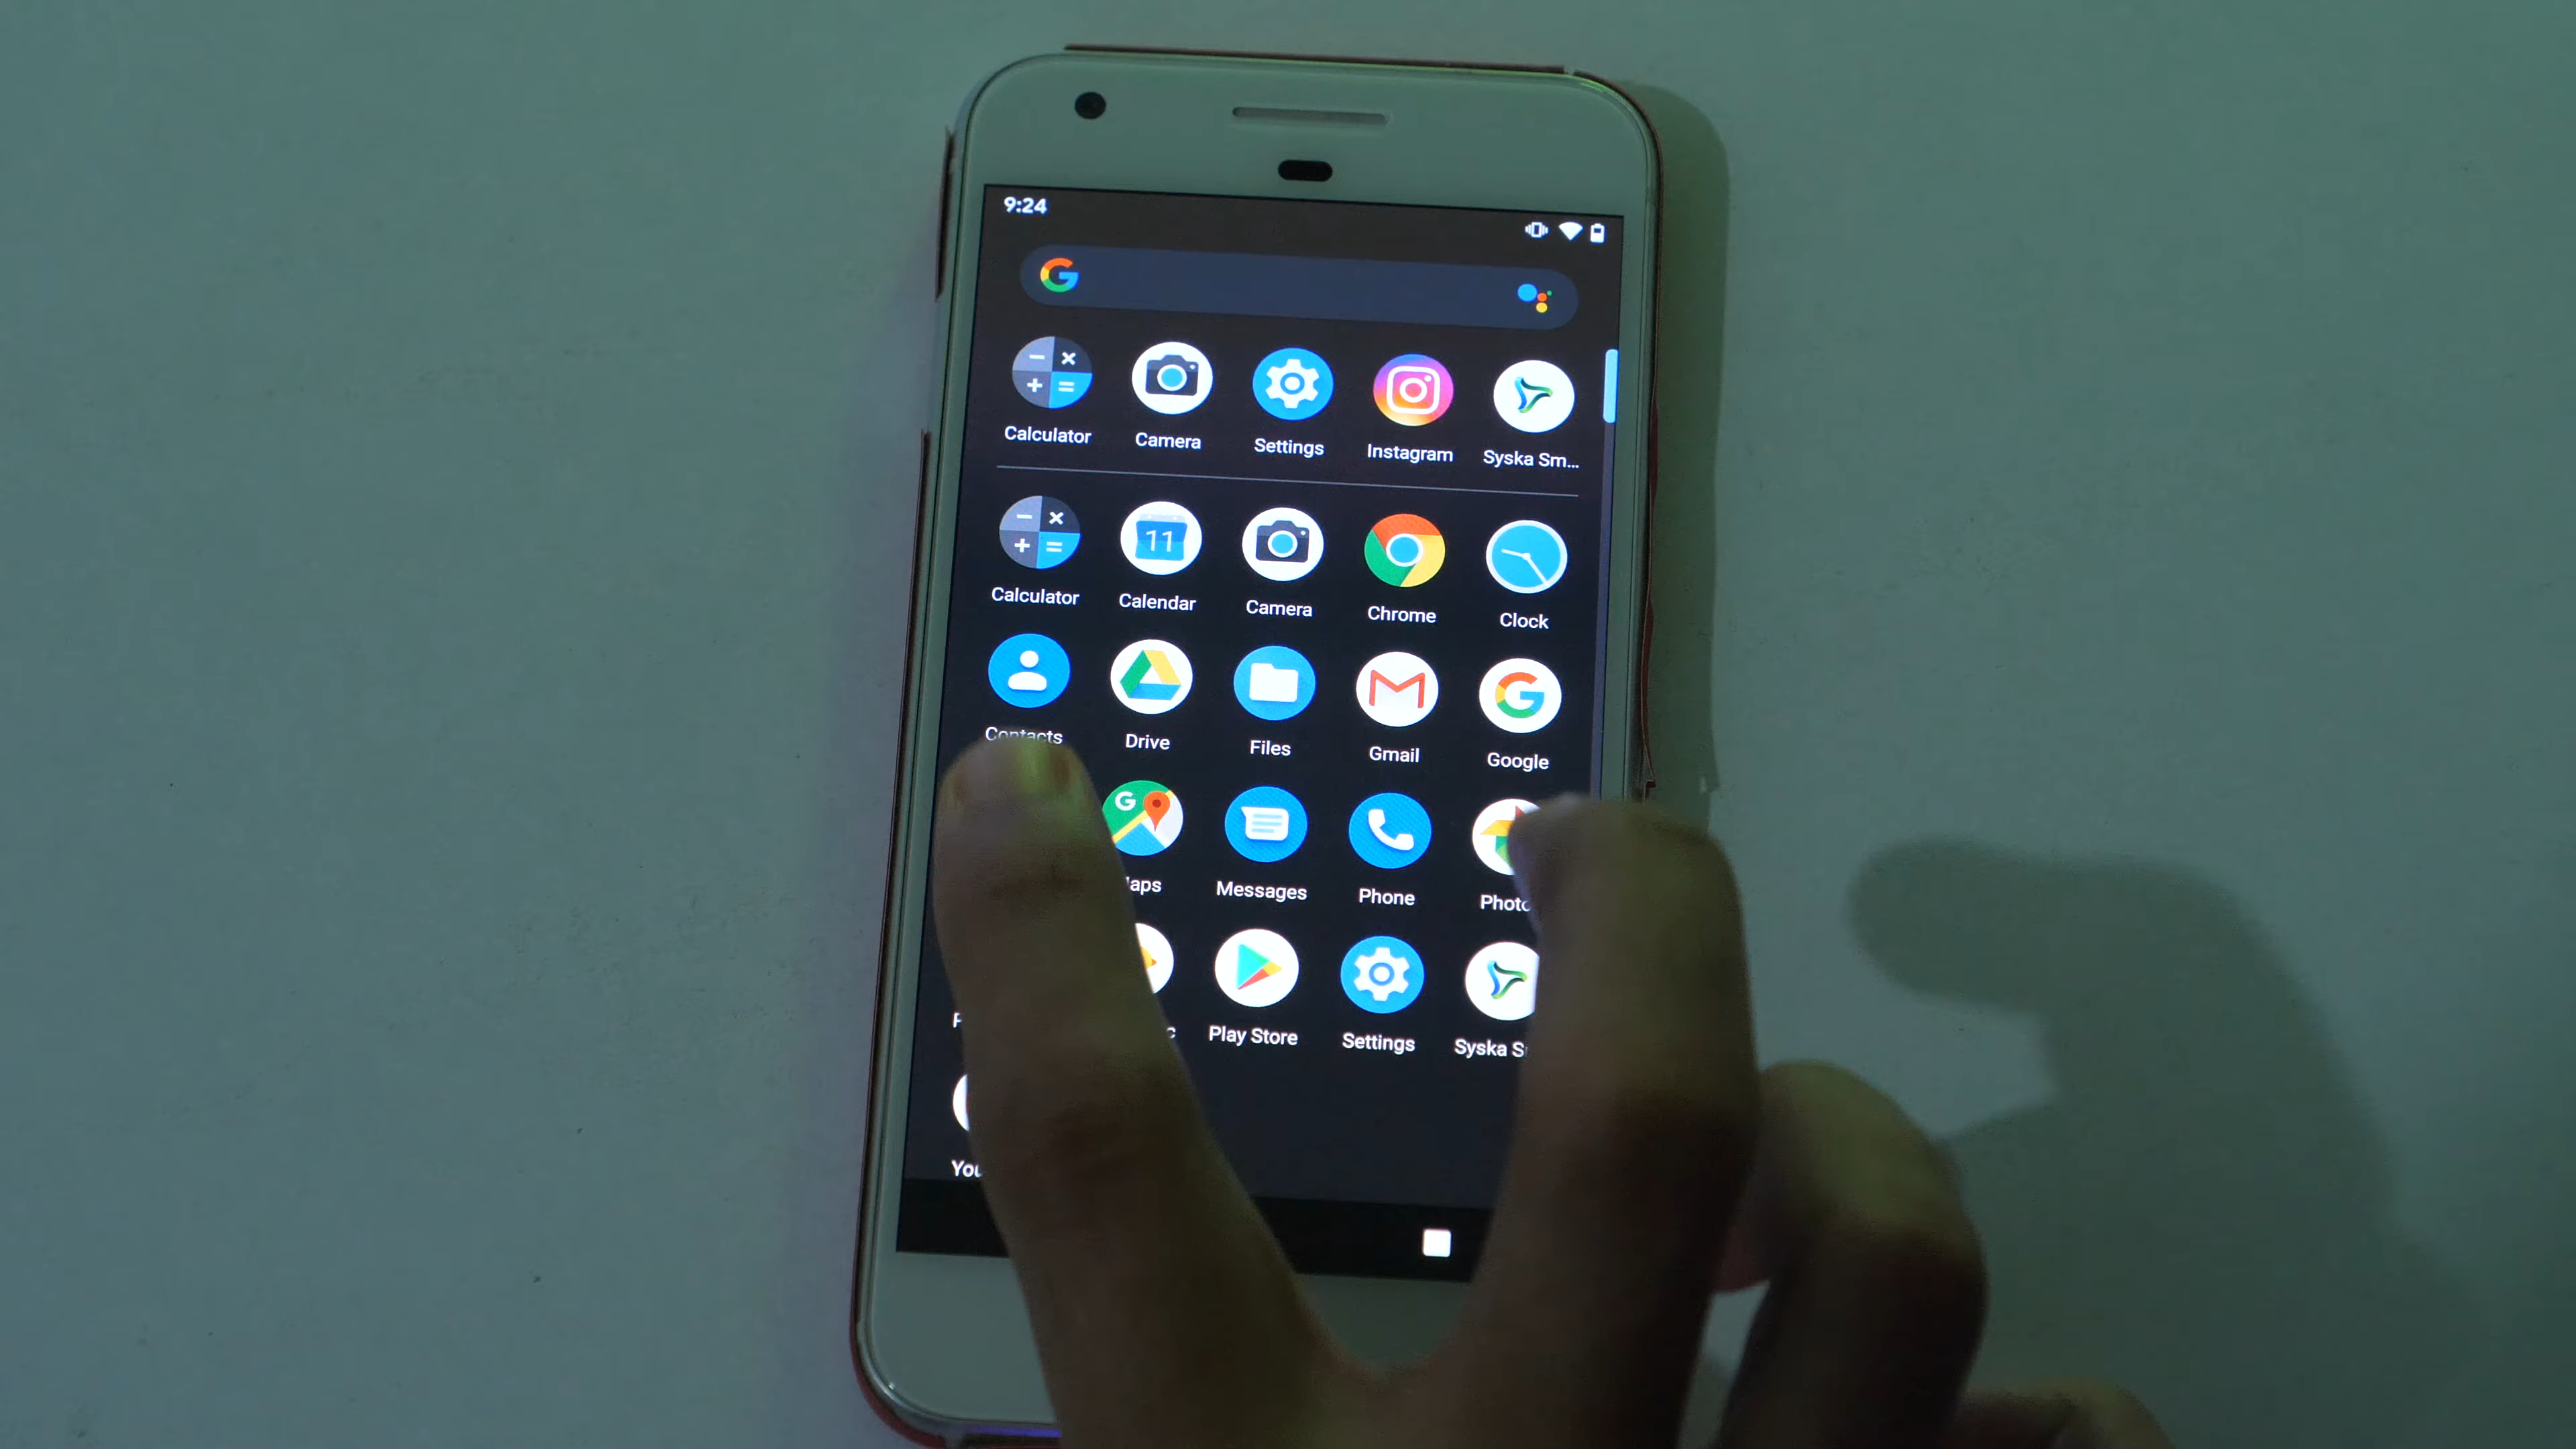 9:24
Calculator Camera Settings Instagram Syska Sm...
11
Calculator Calendar Camera Chrome Clock
Contacts Drive Files Gmail Google
Messages Phone
Play Store Settings Syska